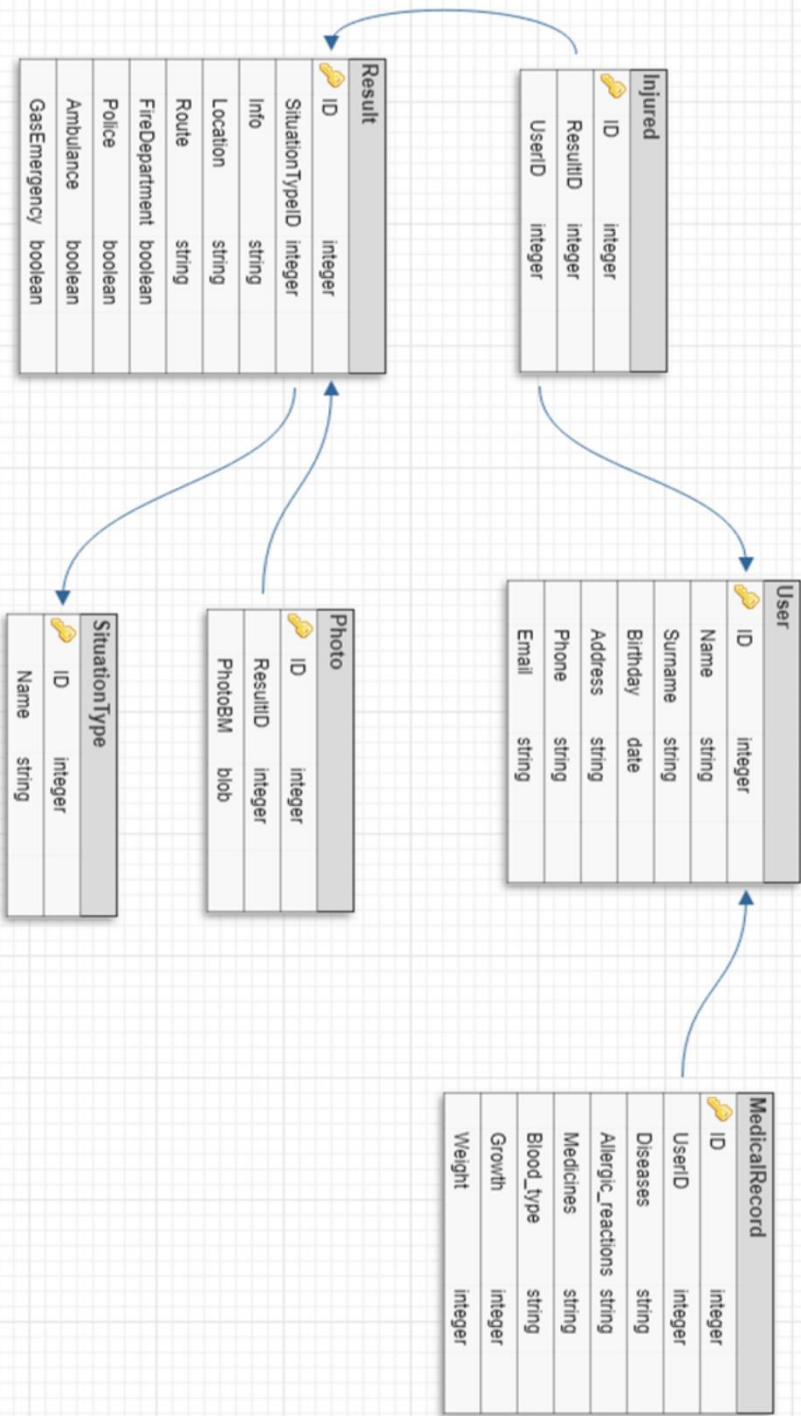 Injured
ID integer
ResultID integer
UserID integer
User
ID integer
Name string
Surname string
Birthday date
Address string
Phone string
Email string
MedicalRecord
ID integer
UserID integer
Diseases string
Allergic_reactions string
Medicines string
Blood_type string
Growth integer
Weight integer
Result
ID integer
SituationTypeID integer
Info string
Location string
Route string
FireDepartment boolean
Police boolean
Ambulance boolean
GasEmergency boolean
Photo
ID integer
ResultID integer
PhotoBM blob
SituationType
ID integer
Name string